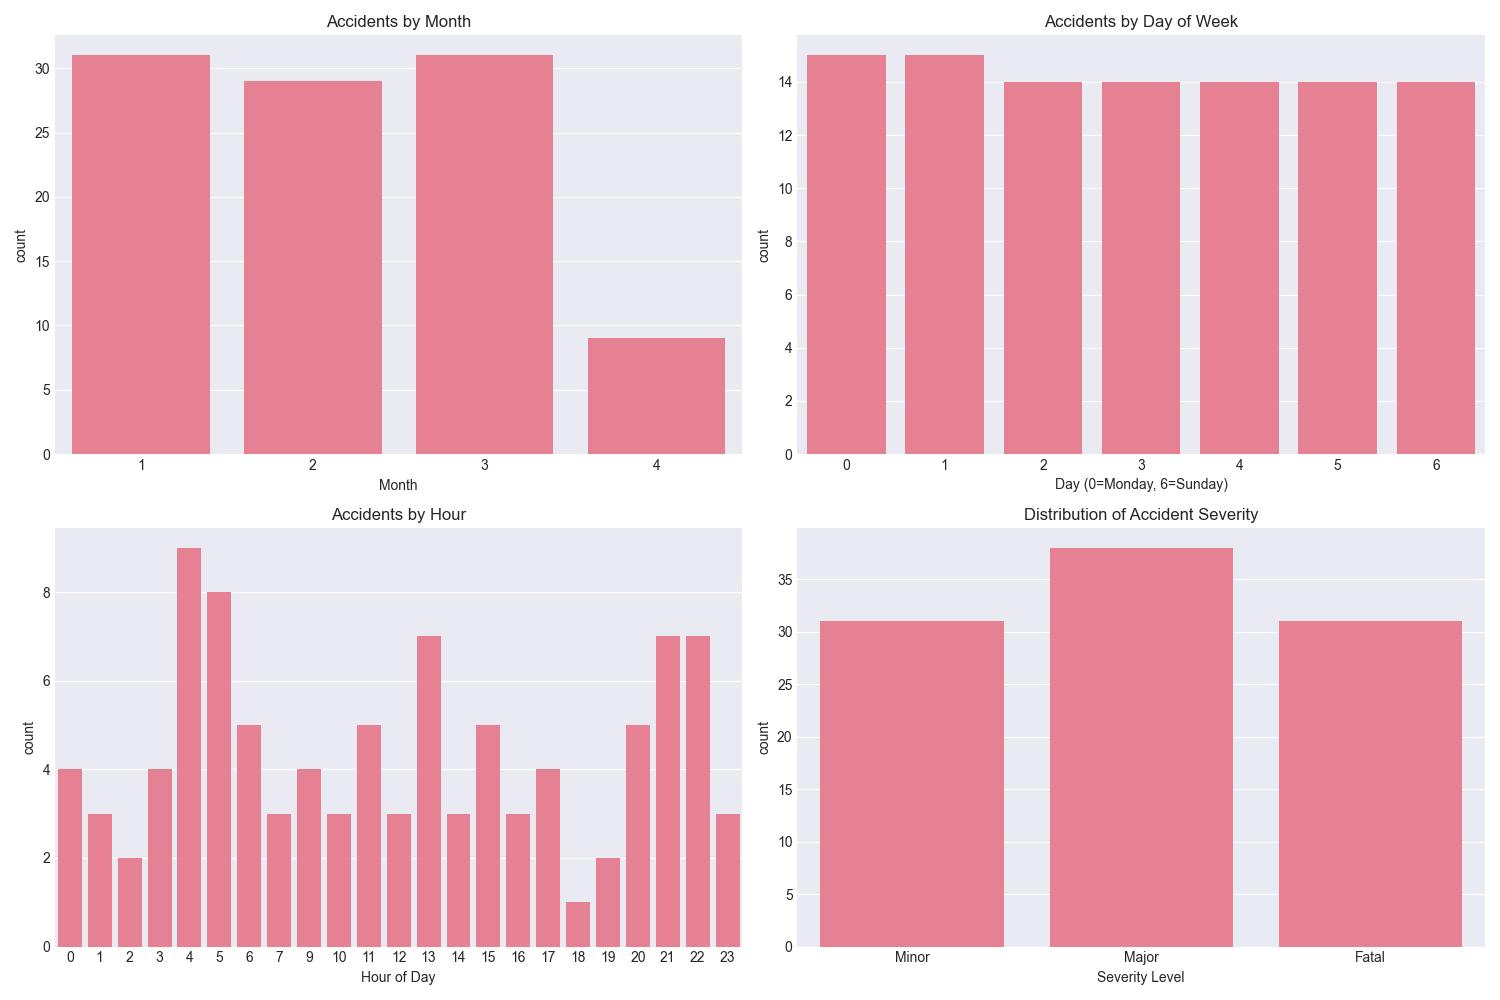 Accidents by Month
30
25
20
15
10
5
0
count
1 2 3 4
Month
Accidents by Day of Week
14
12
10
8
6
4
2
0
count
0 1 2 3 4 5 6
Day (0=Monday, 6=Sunday)
Accidents by Hour
8
6
4
2
0
count
0 1 2 3 4 5 6 7 9 10 11 12 13 14 15 16 17 18 19 20 21 22 23
Hour of Day
Distribution of Accident Severity
35
30
25
20
15
10
5
0
count
Minor Major Fatal
Severity Level